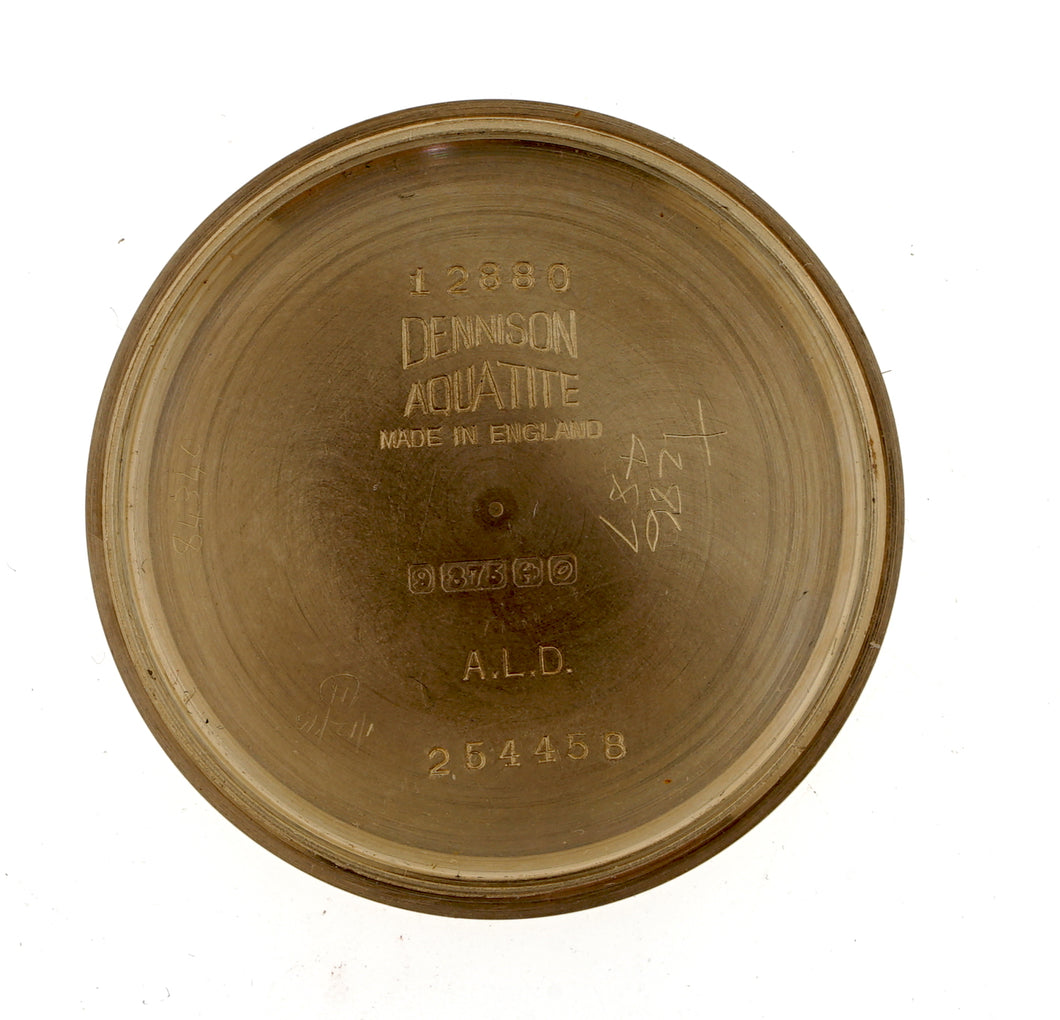 12880
DENNISON
AQUATITE
MADE IN ENGLAND
9 375
A.L.D.
254458